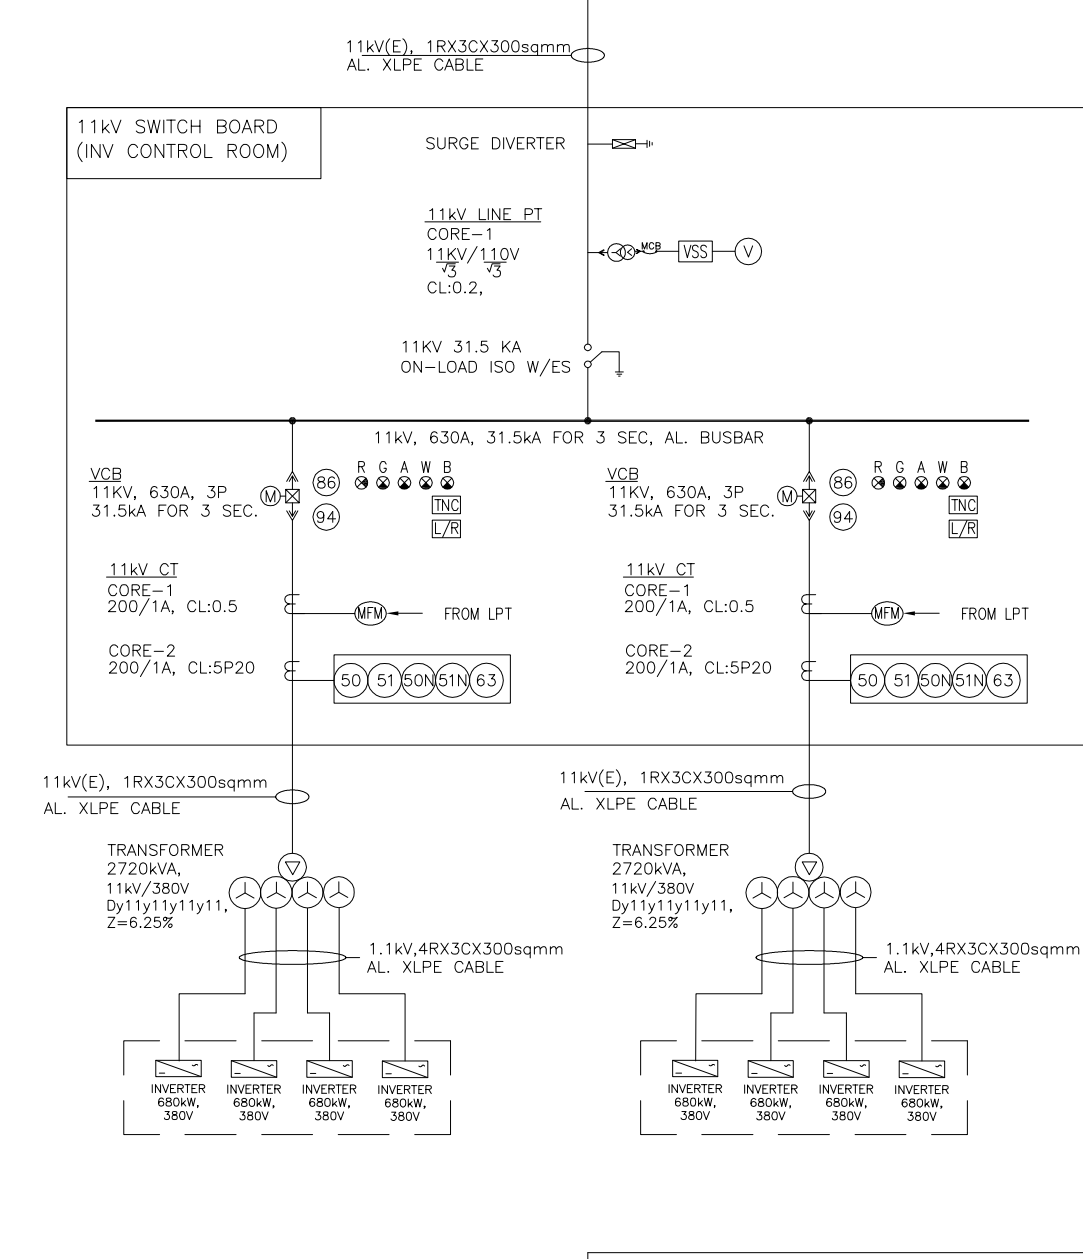 11kV(E), 1RX3CX300sqmm
AL. XLPE CABLE
11kV SWITCH BOARD
(INV CONTROL ROOM)
SURGE DIVERTER
11kV LINE PT
CORE-1
11KV/110V
√3 √3
CL:0.2,
MCB
VSS
V
11KV 31.5 KA
ON-LOAD ISO W/ES
11kV, 630A, 31.5kA FOR 3 SEC, AL. BUSBAR
VCB
11KV, 630A, 3P
31.5kA FOR 3 SEC.
M
86
94
R G A W B
TNC
L/R
11kV CT
CORE-1
200/1A, CL:0.5
MFM
FROM LPT
CORE-2
200/1A, CL:5P20
50 51 50N 51N 63
VCB
11KV, 630A, 3P
31.5kA FOR 3 SEC.
M
86
94
R G A W B
TNC
L/R
11kV CT
CORE-1
200/1A, CL:0.5
MFM
FROM LPT
CORE-2
200/1A, CL:5P20
50 51 50N 51N 63
11kV(E), 1RX3CX300sqmm
AL. XLPE CABLE
TRANSFORMER
2720kVA,
11kV/380V
Dy11y11y11y11,
Z=6.25%
1.1kV,4RX3CX300sqmm
AL. XLPE CABLE
INVERTER
680kW,
380V
INVERTER
680kW,
380V
INVERTER
680kW,
380V
INVERTER
680kW,
380V
11kV(E), 1RX3CX300sqmm
AL. XLPE CABLE
TRANSFORMER
2720kVA,
11kV/380V
Dy11y11y11y11,
Z=6.25%
1.1kV,4RX3CX300sqmm
AL. XLPE CABLE
INVERTER
680kW,
380V
INVERTER
680kW,
380V
INVERTER
680kW,
380V
INVERTER
680kW,
380V